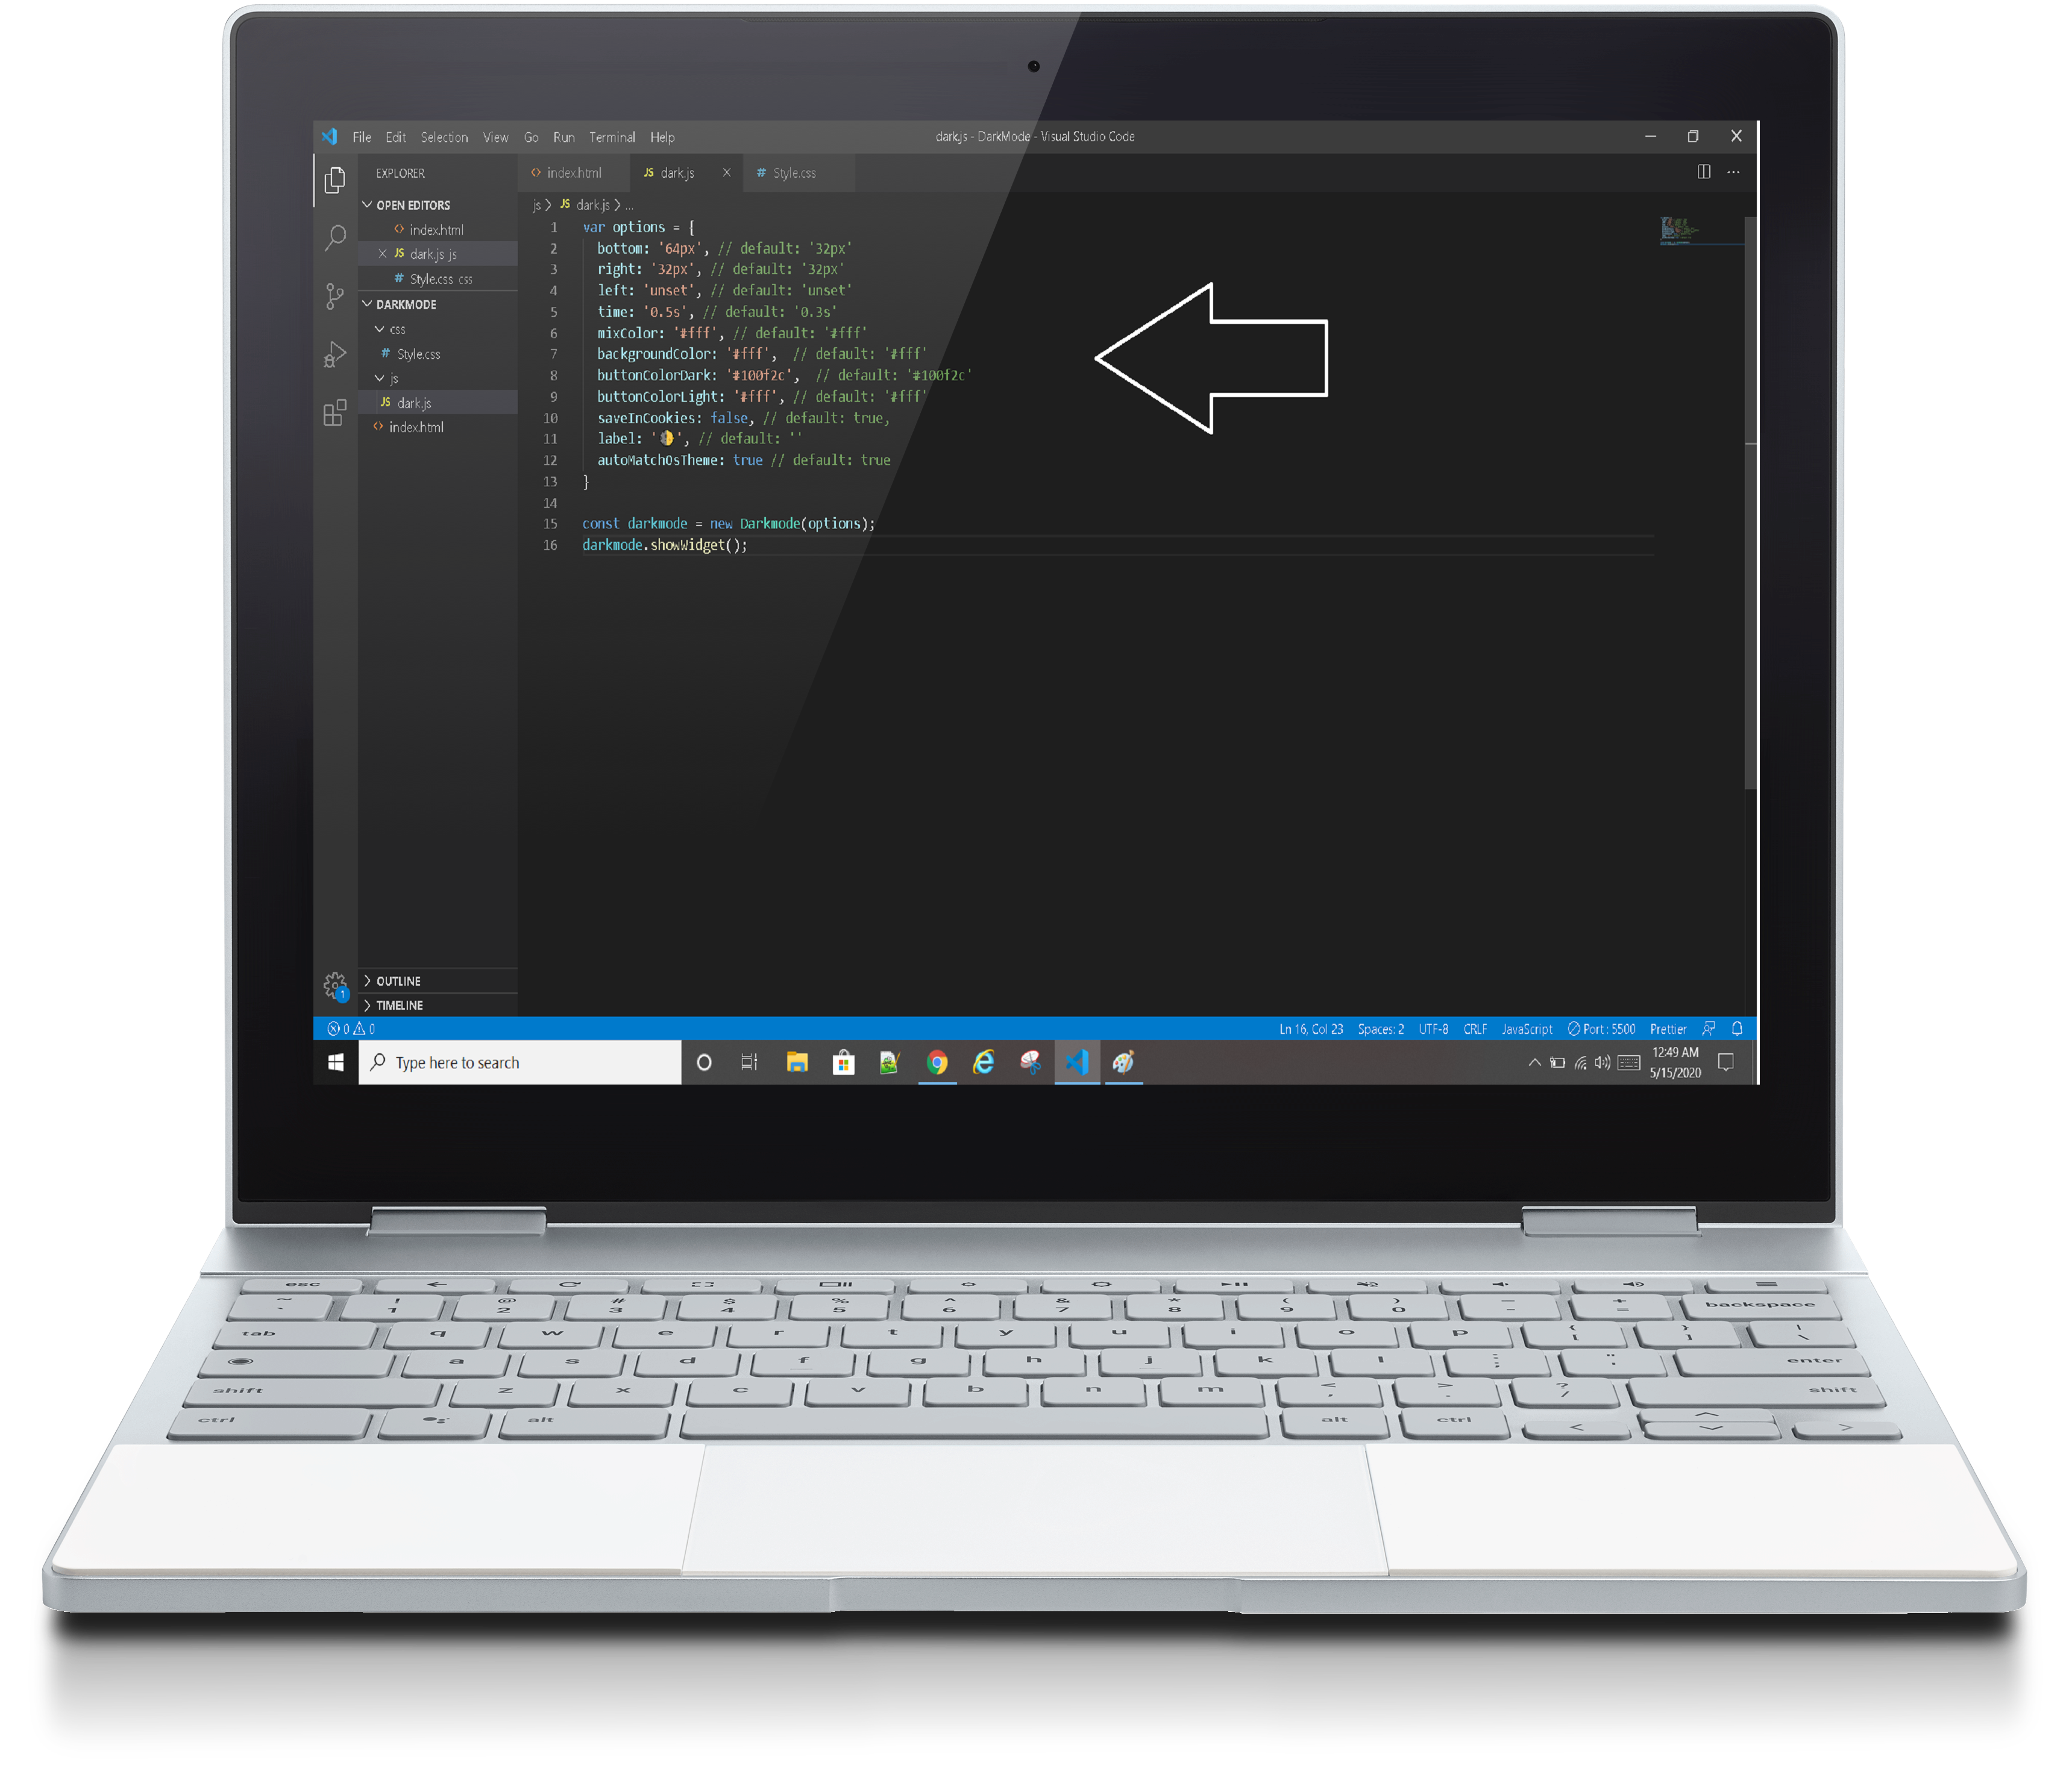 File Edit Selection View Go Run Terminal Help
dark.js - DarkMode - Visual Studio Code
EXPLORER
OPEN EDITORS
index.html
dark.js js
Style.css css
DARKMODE
css
Style.css
js
dark.js
index.html
OUTLINE
TIMELINE
index.html
JS dark.js
# Style.css
js > JS dark.js > ...
1 var options = {
2 bottom: '64px', // default: '32px'
3 right: '32px', // default: '32px'
4 left: 'unset', // default: 'unset'
5 time: '0.5s', // default: '0.3s'
6 mixColor: '#fff', // default: '#fff'
7 backgroundColor: '#fff', // default: '#fff'
8 buttonColorDark: '#100f2c', // default: '#100f2c'
9 buttonColorLight: '#fff', // default: '#fff'
10 saveInCookies: false, // default: true,
11 label: '🌓', // default: ''
12 autoMatchOsTheme: true // default: true
13 }
14
15 const darkmode = new Darkmode(options);
16 darkmode.showWidget();
0 0
Ln 16, Col 23 Spaces: 2 UTF-8 CRLF JavaScript Port : 5500 Prettier
Type here to search
12:49 AM
5/15/2020
esc
~ ` ! 1 @ 2 # 3 $ 4 % 5 ^ 6 & 7 * 8 ( 9 ) 0 _ - + = backspace
tab q w e r t y u i o p { [ } ] | \
a s d f g h j k l : ; " ' enter
shift z x c v b n m < , > . ? / shift
ctrl alt alt ctrl